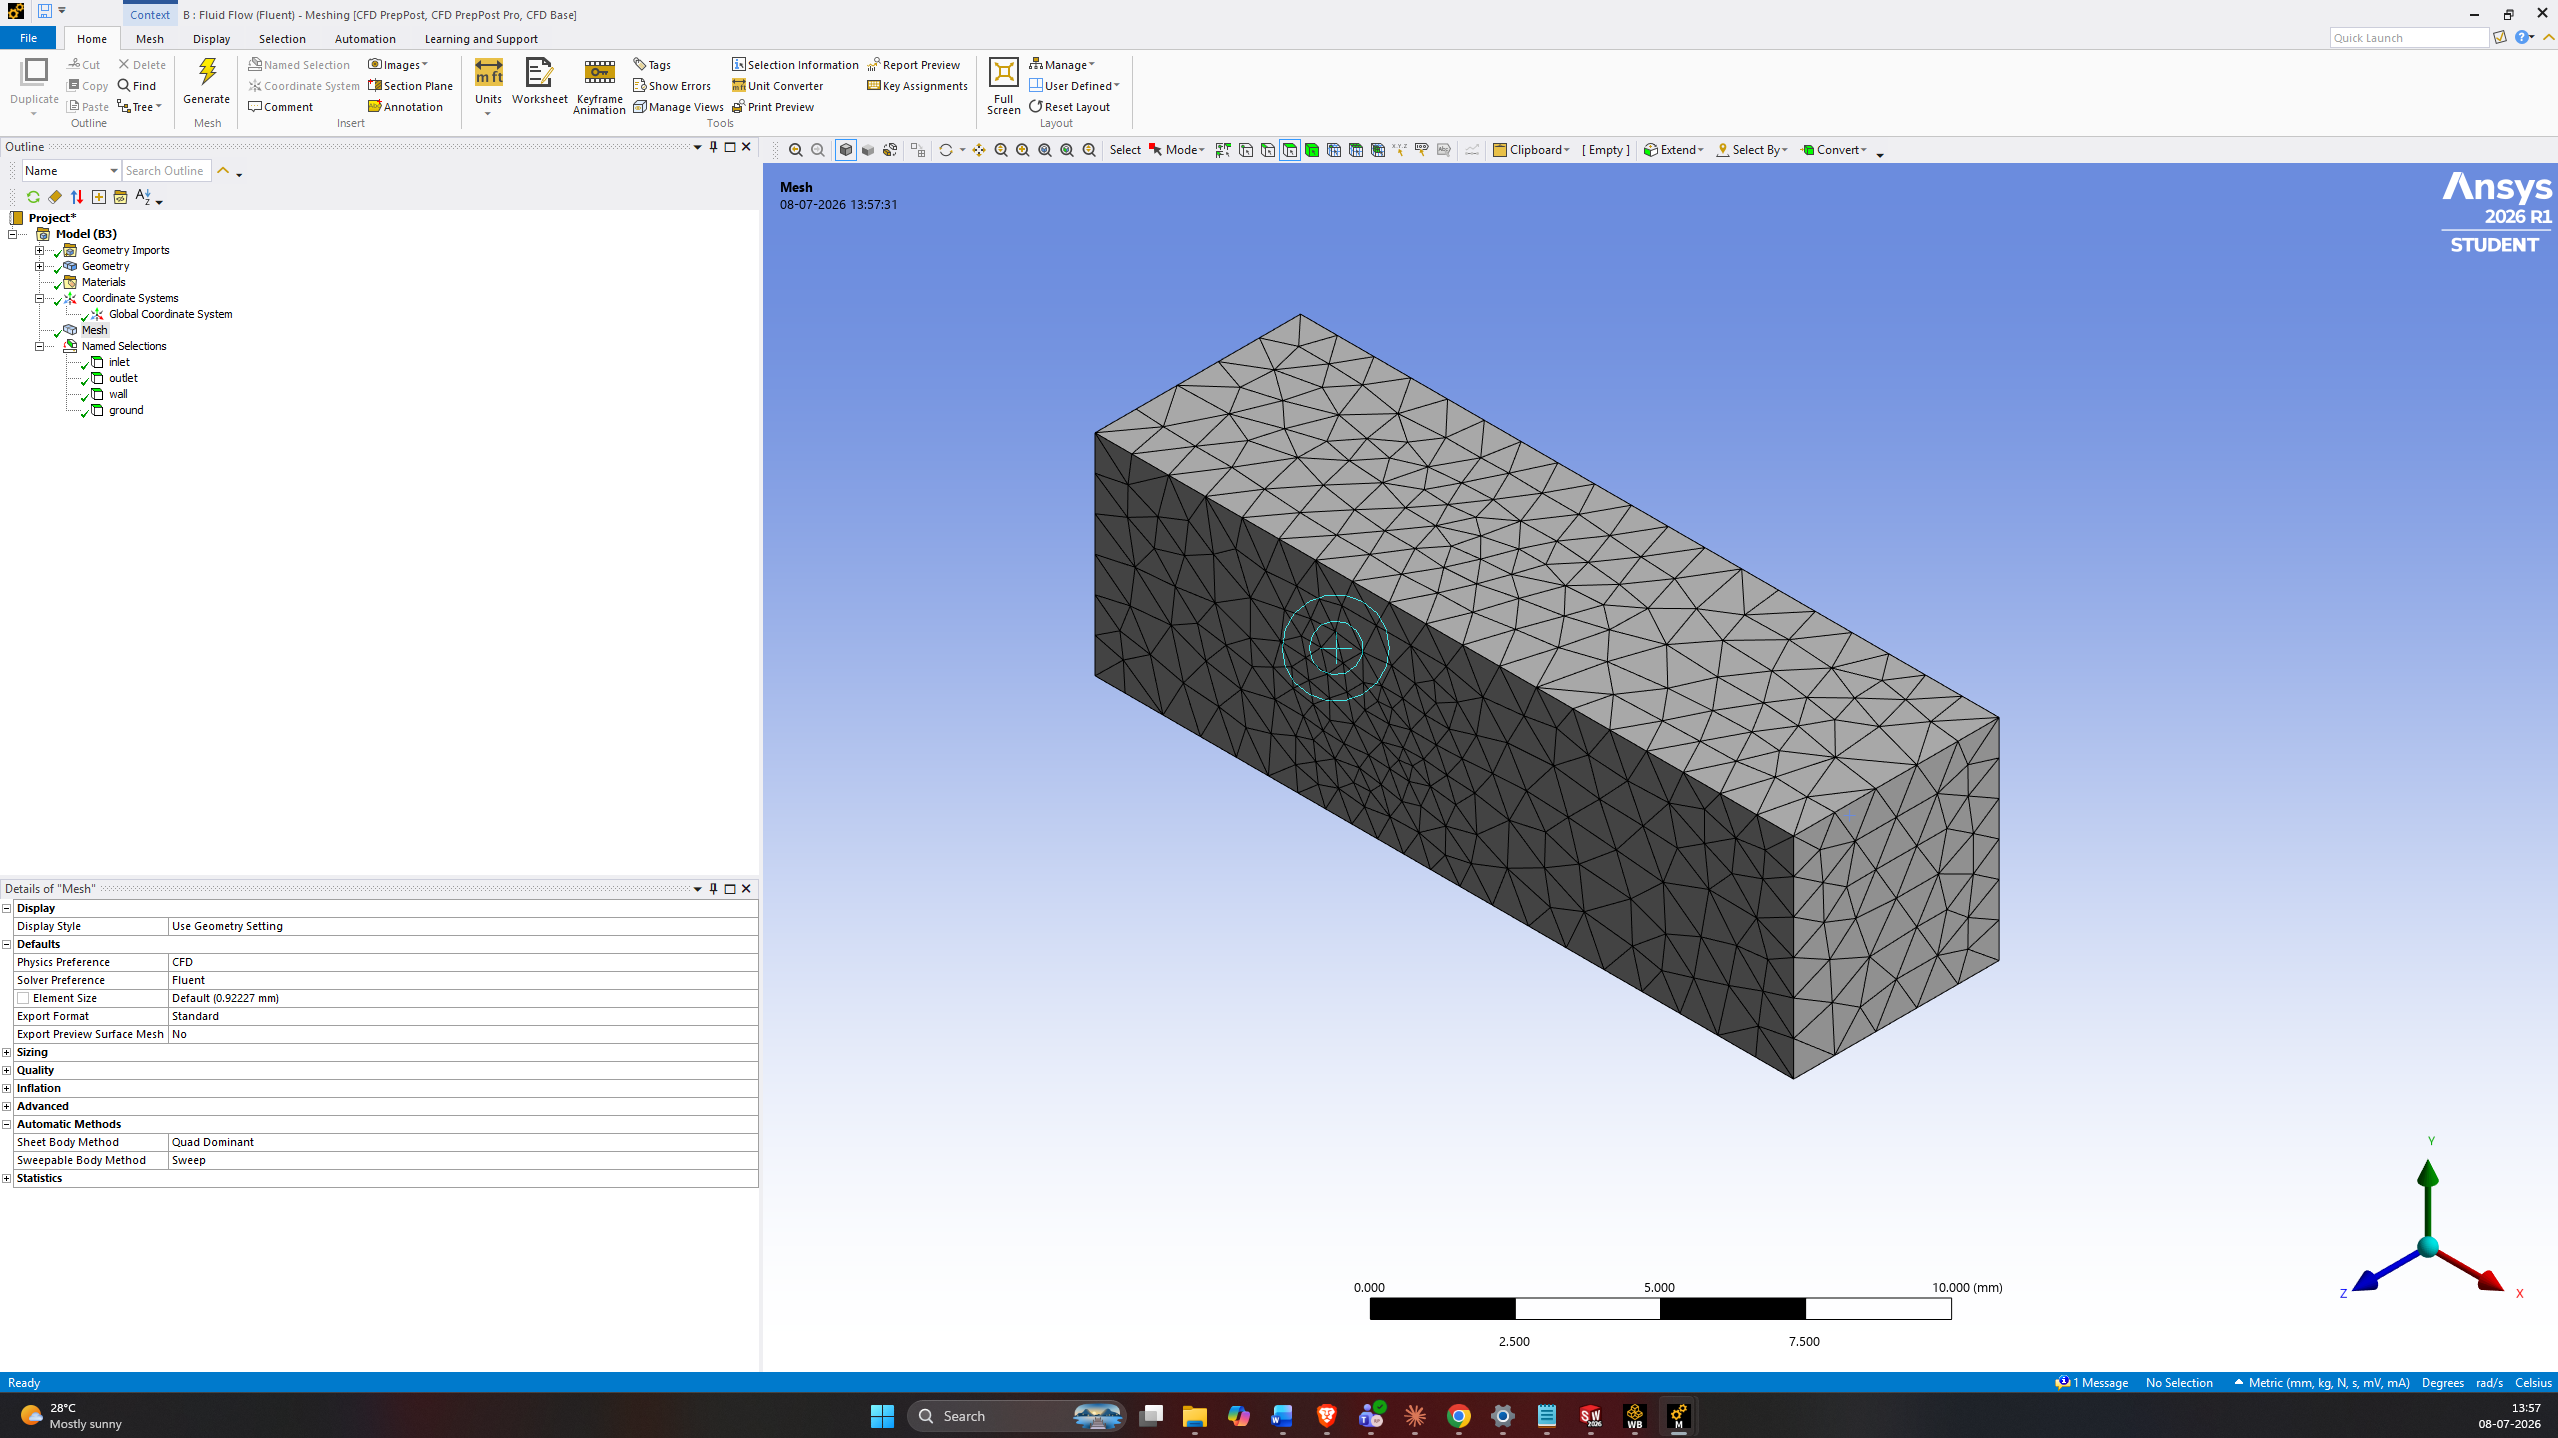 Context
B : Fluid Flow (Fluent) - Meshing [CFD PrepPost, CFD PrepPost Pro, CFD Base]
File Home Mesh Display Selection Automation Learning and Support
Quick Launch
Duplicate
Cut
Copy
Paste
Delete
Find
Tree
Outline
Generate
Mesh
Named Selection
Coordinate System
Comment
Images
Section Plane
Annotation
Insert
Units
Worksheet
Keyframe Animation
Tags
Show Errors
Manage Views
Selection Information
Unit Converter
Print Preview
Report Preview
Key Assignments
Tools
Full Screen
Manage
User Defined
Reset Layout
Layout
Outline
Name
Search Outline
Select Mode Clipboard [ Empty ] Extend Select By Convert
Project*
Model (B3)
Geometry Imports
Geometry
Materials
Coordinate Systems
Global Coordinate System
Mesh
Named Selections
inlet
outlet
wall
ground
Mesh
08-07-2026 13:57:31
Ansys
2026 R1
STUDENT
Details of "Mesh"
Display
Display Style Use Geometry Setting
Defaults
Physics Preference CFD
Solver Preference Fluent
Element Size Default (0.92227 mm)
Export Format Standard
Export Preview Surface Mesh No
Sizing
Quality
Inflation
Advanced
Automatic Methods
Sheet Body Method Quad Dominant
Sweepable Body Method Sweep
Statistics
Y
Z
X
0.000 5.000 10.000 (mm)
2.500 7.500
Ready
1 Message No Selection Metric (mm, kg, N, s, mV, mA) Degrees rad/s Celsius
28°C
Mostly sunny
Search
13:57
08-07-2026